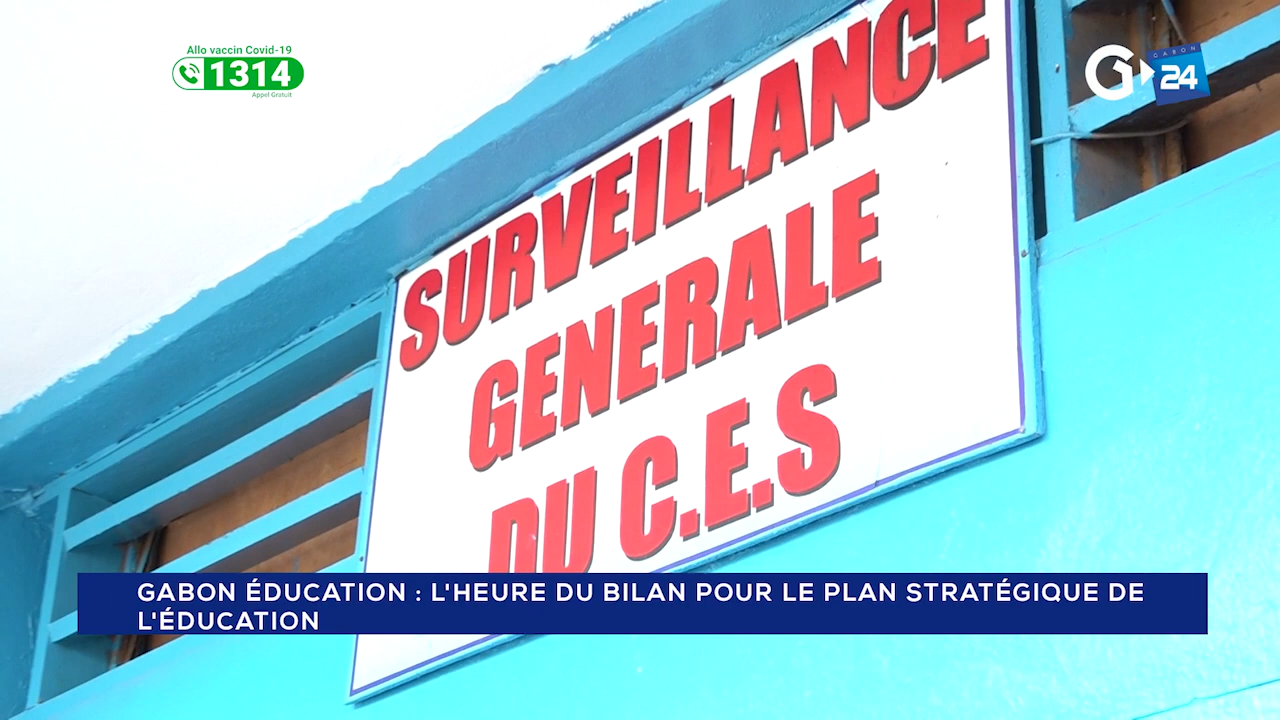 Allo vaccin Covid-19
1314
Appel Gratuit
GABON
24
SURVEILLANCE
GENERALE
DU C.E.S
GABON ÉDUCATION : L'HEURE DU BILAN POUR LE PLAN STRATÉGIQUE DE
L'ÉDUCATION